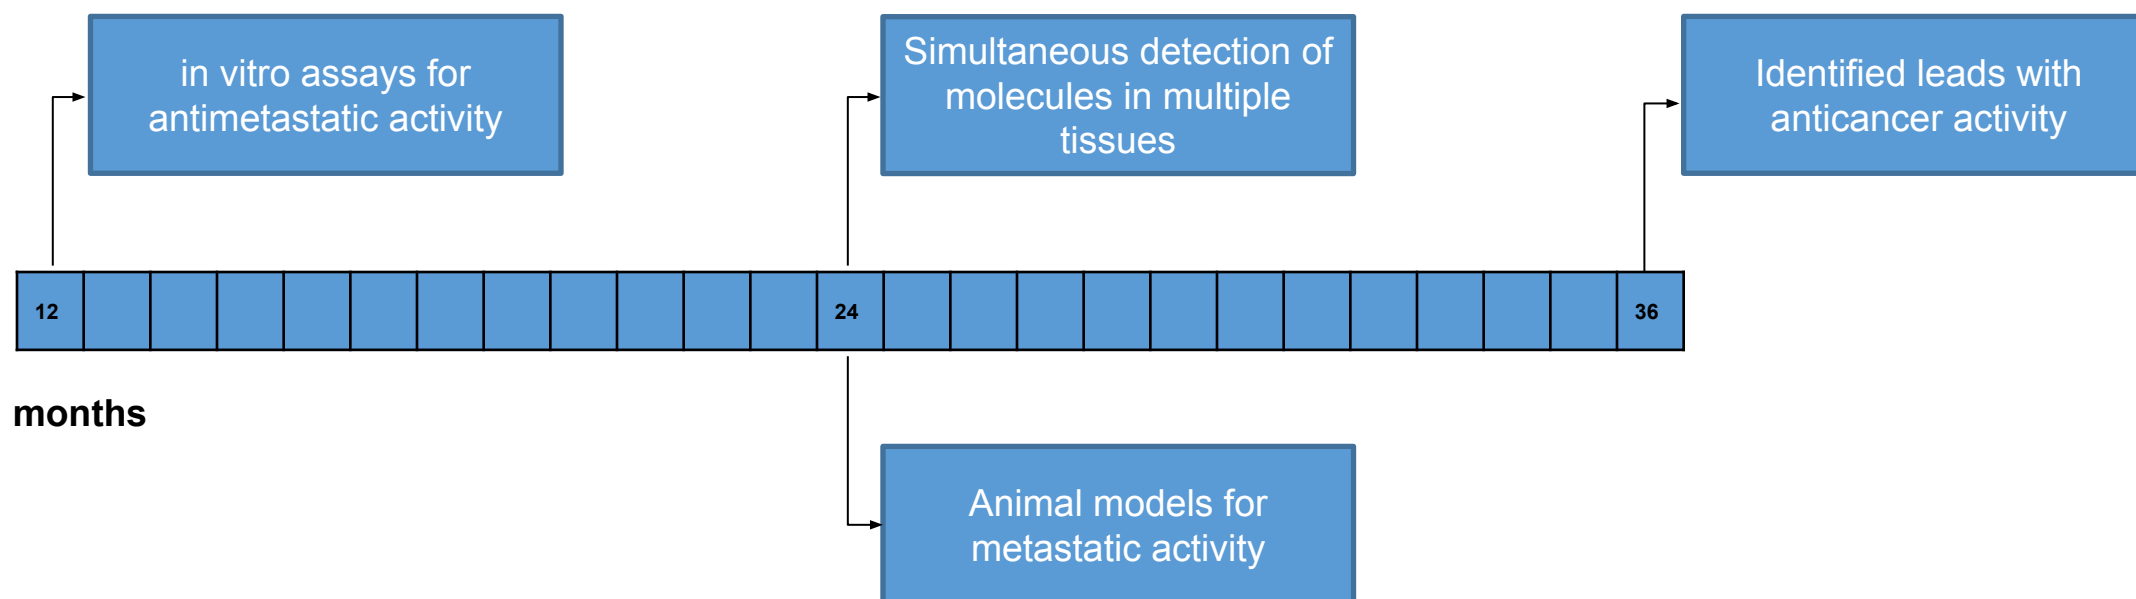 in vitro assays for
antimetastatic activity
Simultaneous detection of
molecules in multiple
tissues
Identified leads with
anticancer activity
12
24
36
months
Animal models for
metastatic activity